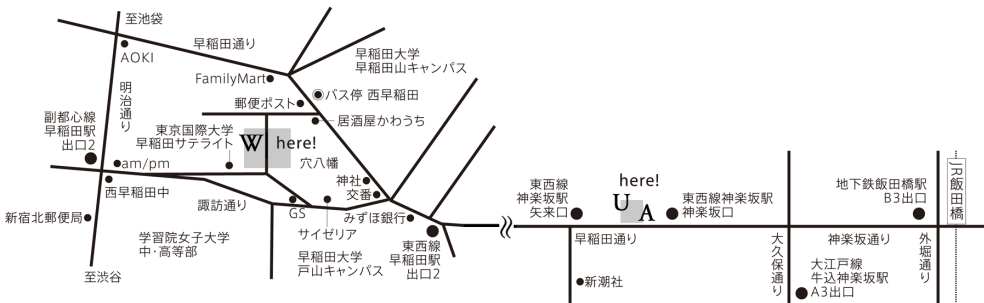 至池袋
AOKI
早稲田通り
早稲田大学
早稲田山キャンパス
FamilyMart
明治通り
バス停 西早稲田
郵便ポスト
居酒屋かわうち
副都心線
早稲田駅
出口2
東京国際大学
早稲田サテライト
W
here!
穴八幡
am/pm
西早稲田中
神社
交番
諏訪通り
GS
みずほ銀行
新宿北郵便局
サイゼリア
学習院女子大学
中・高等部
早稲田大学
戸山キャンパス
東西線
早稲田駅
出口2
至渋谷
東西線
神楽坂駅
矢来口
here!
U
A
東西線神楽坂駅
神楽坂口
地下鉄飯田橋駅
B3出口
JR飯田橋
早稲田通り
大久保通り
神楽坂通り
外堀通り
新潮社
大江戸線
牛込神楽坂駅
A3出口